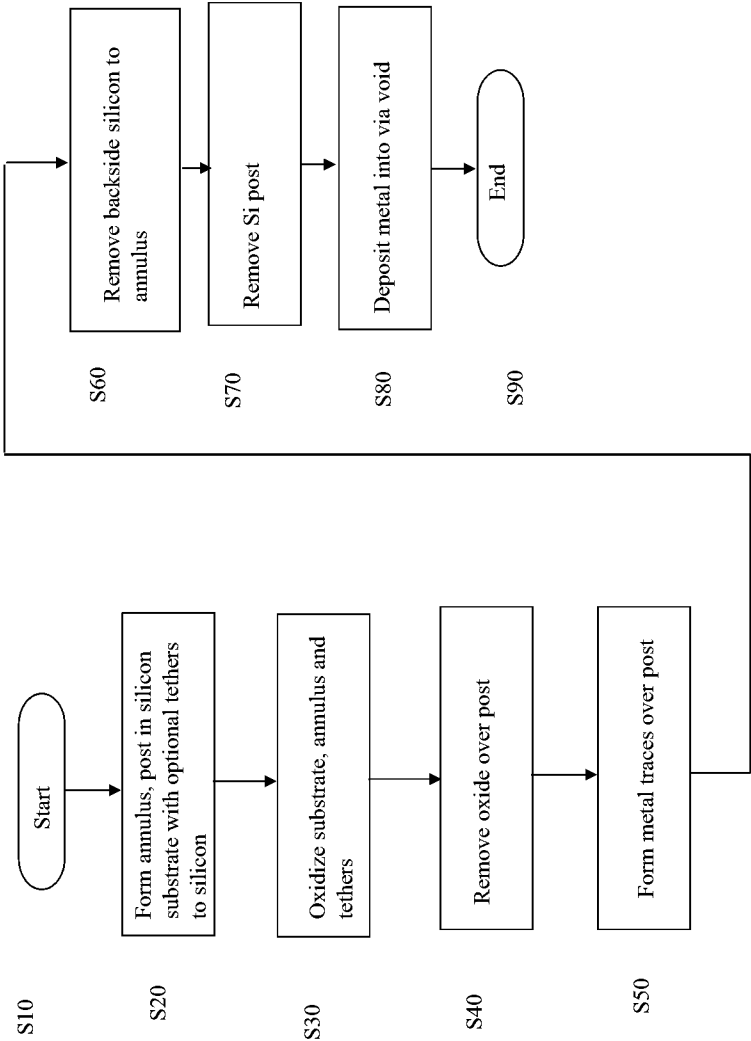 S10
Start
S20
Form annulus, post in silicon
substrate with optional tethers
to silicon
S30
Oxidize substrate, annulus and
tethers
S40
Remove oxide over post
S50
Form metal traces over post
S60
Remove backside silicon to
annulus
S70
Remove Si post
S80
Deposit metal into via void
S90
End